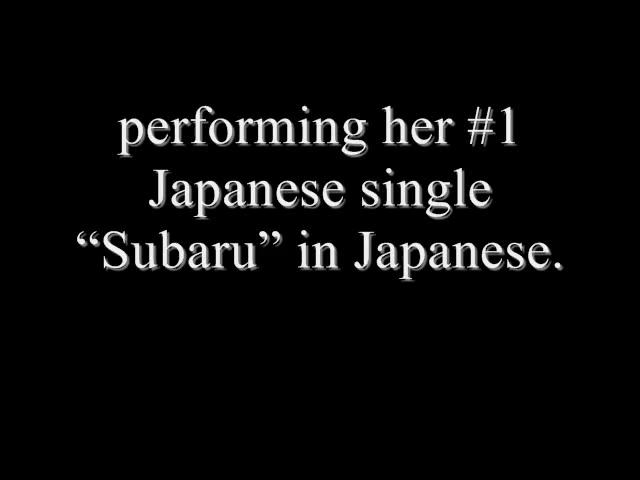 performing her #1
Japanese single
“Subaru” in Japanese.